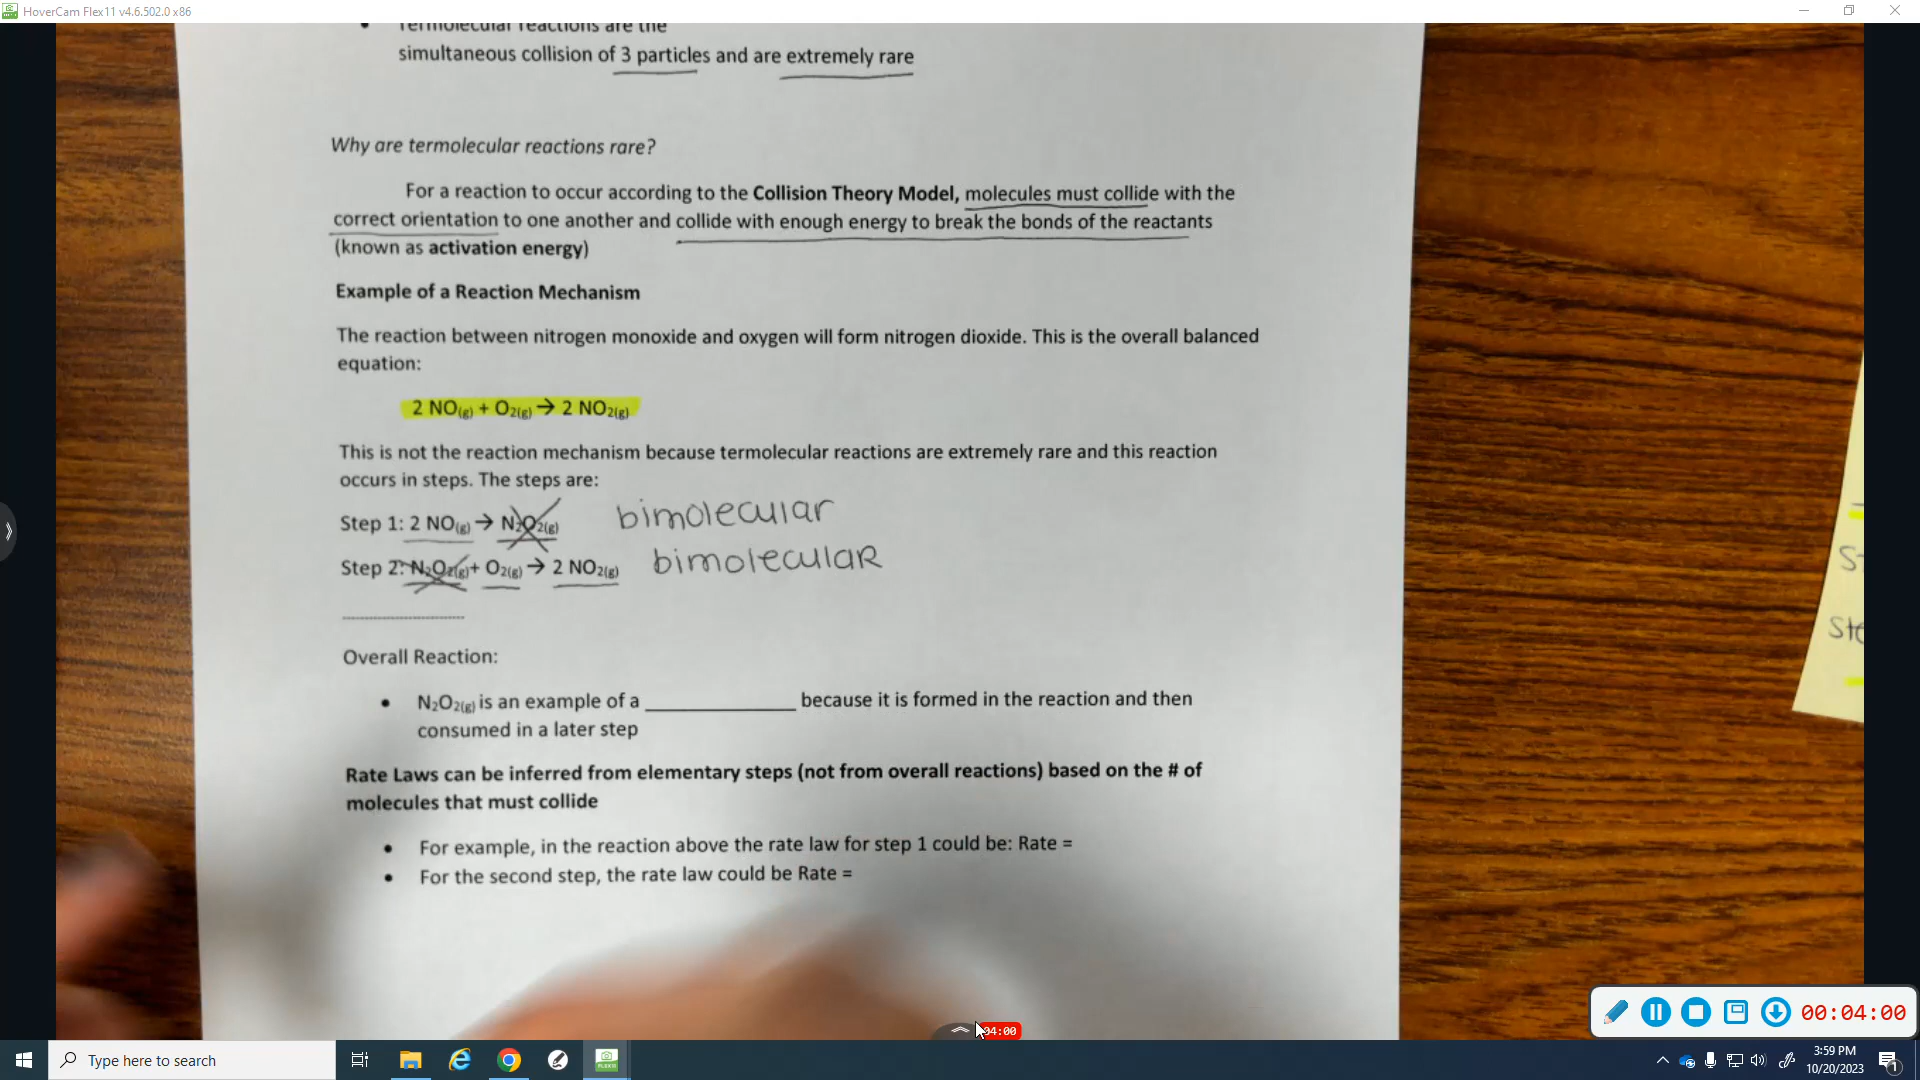 HoverCam Flex11 v4.6.502.0 x86
Termolecular reactions are the
simultaneous collision of 3 particles and are extremely rare
Why are termolecular reactions rare?
For a reaction to occur according to the Collision Theory Model, molecules must collide with the
correct orientation to one another and collide with enough energy to break the bonds of the reactants
(known as activation energy)
Example of a Reaction Mechanism
The reaction between nitrogen monoxide and oxygen will form nitrogen dioxide. This is the overall balanced
equation:
2 NO(g) + O2(g) → 2 NO2(g)
This is not the reaction mechanism because termolecular reactions are extremely rare and this reaction
occurs in steps. The steps are:
Step 1: 2 NO(g) → N2O2(g) bimolecular
Step 2: N2O2(g) + O2(g) → 2 NO2(g) bimolecular
Overall Reaction:
• N2O2(g) is an example of a ______________ because it is formed in the reaction and then
consumed in a later step
Rate Laws can be inferred from elementary steps (not from overall reactions) based on the # of
molecules that must collide
• For example, in the reaction above the rate law for step 1 could be: Rate =
• For the second step, the rate law could be Rate =
04:00
00:04:00
Type here to search
3:59 PM
10/20/2023
1